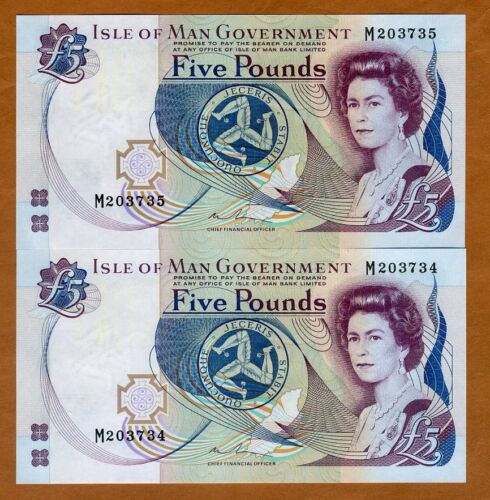 £5 ISLE OF MAN GOVERNMENT M203735
PROMISE TO PAY THE BEARER ON DEMAND
AT ANY OFFICE OF ISLE OF MAN BANK LIMITED
FIVE POUNDS
QUOCUNQUE JECERIS STABIT
M203735
CHIEF FINANCIAL OFFICER
£5
£5 ISLE OF MAN GOVERNMENT M203734
PROMISE TO PAY THE BEARER ON DEMAND
AT ANY OFFICE OF ISLE OF MAN BANK LIMITED
FIVE POUNDS
QUOCUNQUE JECERIS STABIT
M203734
CHIEF FINANCIAL OFFICER
£5